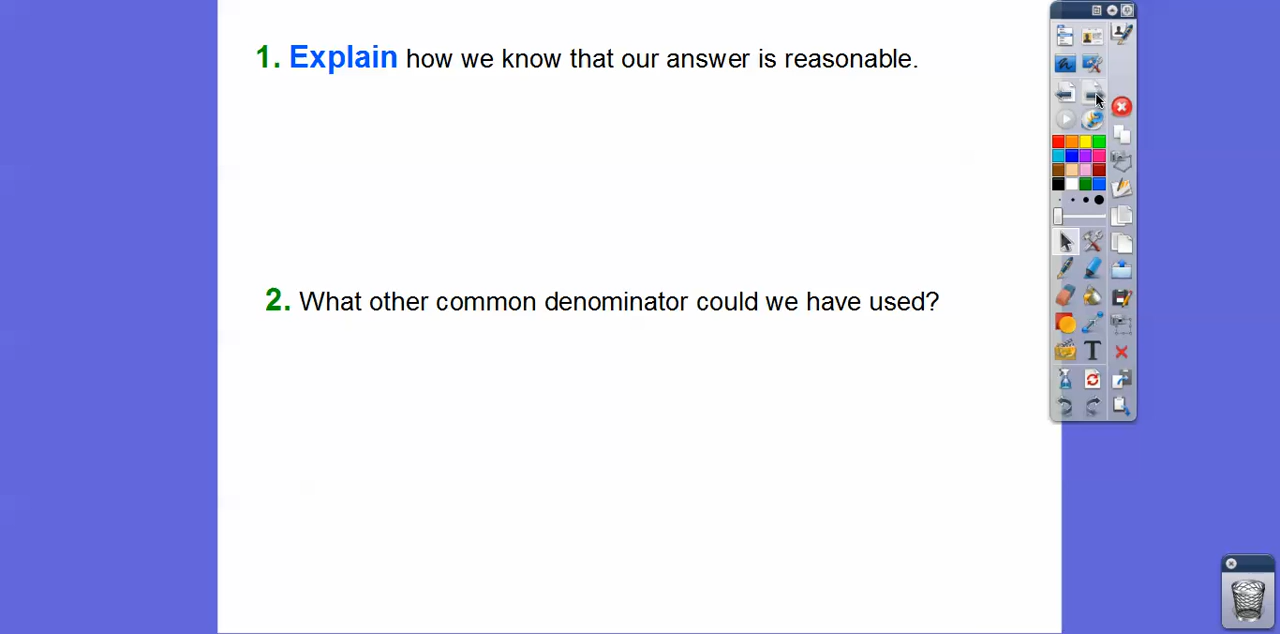 1. Explain how we know that our answer is reasonable.
2. What other common denominator could we have used?